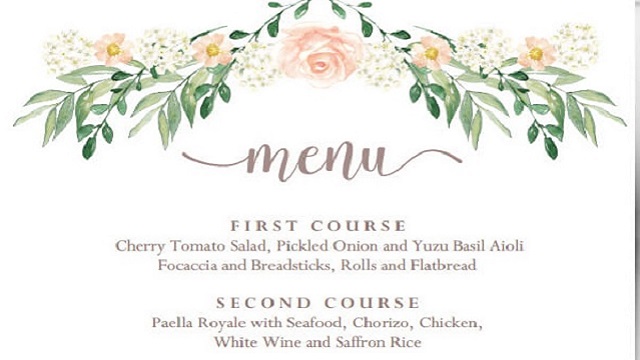 menu
FIRST COURSE
Cherry Tomato Salad, Pickled Onion and Yuzu Basil Aioli
Focaccia and Breadsticks, Rolls and Flatbread
SECOND COURSE
Paella Royale with Seafood, Chorizo, Chicken,
White Wine and Saffron Rice